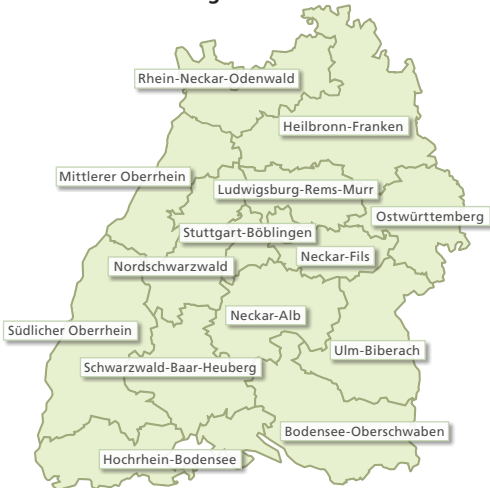 Rhein-Neckar-Odenwald
Heilbronn-Franken
Mittlerer Oberrhein
Ludwigsburg-Rems-Murr
Ostwürttemberg
Stuttgart-Böblingen
Neckar-Fils
Nordschwarzwald
Neckar-Alb
Südlicher Oberrhein
Ulm-Biberach
Schwarzwald-Baar-Heuberg
Bodensee-Oberschwaben
Hochrhein-Bodensee